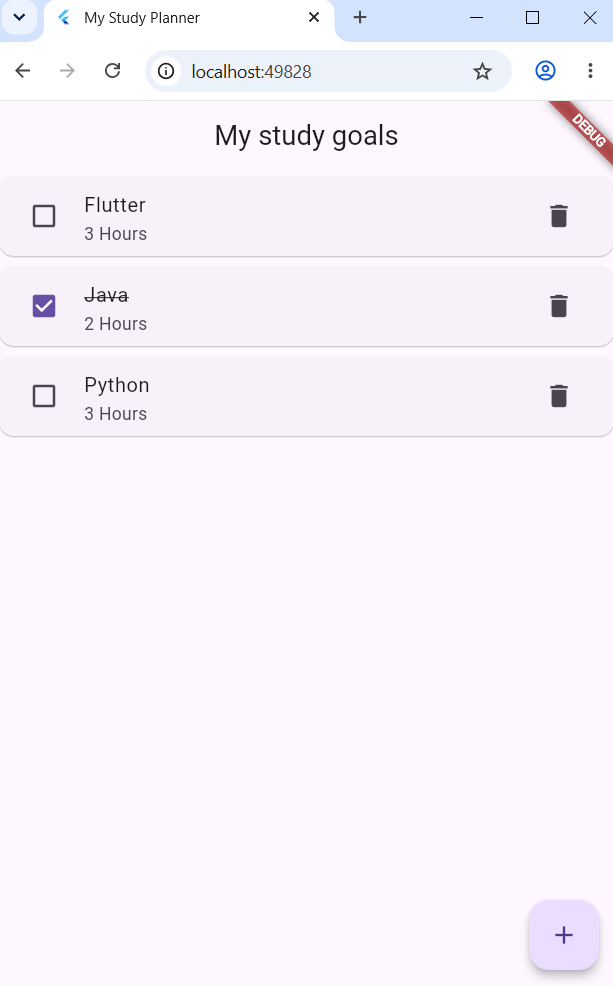 My Study Planner
localhost:49828
DEBUG
My study goals
Flutter
3 Hours
Java
2 Hours
Python
3 Hours